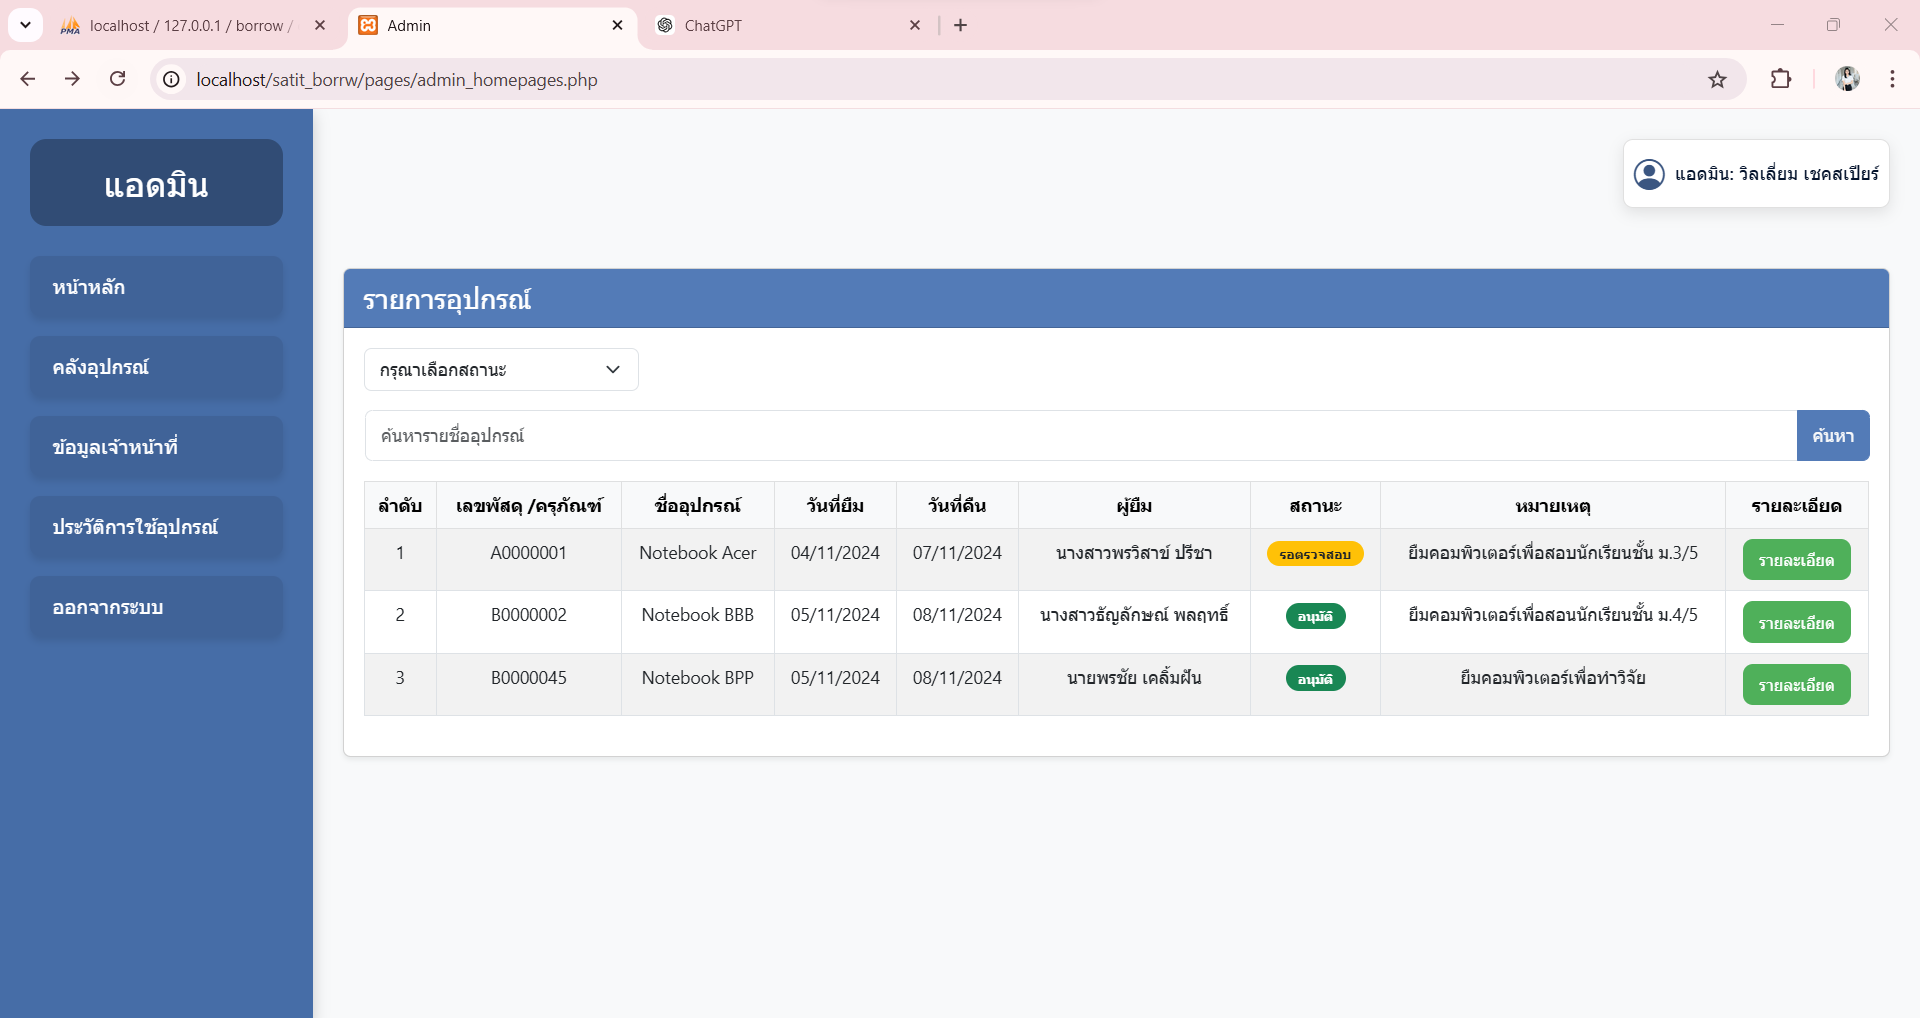 localhost / 127.0.0.1 / borrow /
Admin
ChatGPT
localhost/satit_borrw/pages/admin_homepages.php
แอดมิน
หน้าหลัก
คลังอุปกรณ์
ข้อมูลเจ้าหน้าที่
ประวัติการใช้อุปกรณ์
ออกจากระบบ
แอดมิน: วิลเลี่ยม เชคสเปียร์
รายการอุปกรณ์
กรุณาเลือกสถานะ
ค้นหารายชื่ออุปกรณ์ ค้นหา
ลำดับ เลขพัสดุ /ครุภัณฑ์ ชื่ออุปกรณ์ วันที่ยืม วันที่คืน ผู้ยืม สถานะ หมายเหตุ รายละเอียด
1 A0000001 Notebook Acer 04/11/2024 07/11/2024 นางสาวพรวิสาข์ ปรีชา รอตรวจสอบ ยืมคอมพิวเตอร์เพื่อสอนนักเรียนชั้น ม.3/5 รายละเอียด
2 B0000002 Notebook BBB 05/11/2024 08/11/2024 นางสาวธัญลักษณ์ พลฤทธิ์ อนุมัติ ยืมคอมพิวเตอร์เพื่อสอนนักเรียนชั้น ม.4/5 รายละเอียด
3 B0000045 Notebook BPP 05/11/2024 08/11/2024 นายพรชัย เคลิ้มฝัน อนุมัติ ยืมคอมพิวเตอร์เพื่อทำวิจัย รายละเอียด